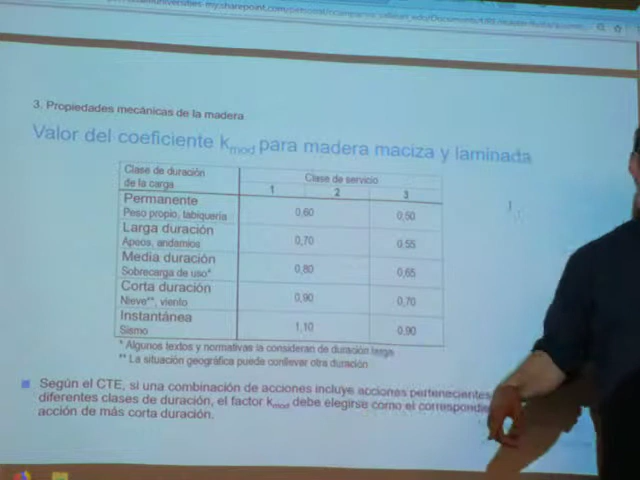 3. Propiedades mecánicas de la madera
Valor del coeficiente kmod para madera maciza y laminada
Clase de duración de la carga Clase de servicio
1 2 3
Permanente
Peso propio, tabiquería 0,60 0,50
Larga duración
Apeos, andamios 0,70 0,55
Media duración
Sobrecarga de uso* 0,80 0,65
Corta duración
Nieve**, viento 0,90 0,70
Instantánea
Sismo 1,10 0,90
* Algunos textos y normativas la consideran de duración larga
** La situación geográfica puede conllevar otra duración
Según el CTE, si una combinación de acciones incluye acciones pertenecientes
diferentes clases de duración, el factor kmod debe elegirse como el correspondie
acción de más corta duración.